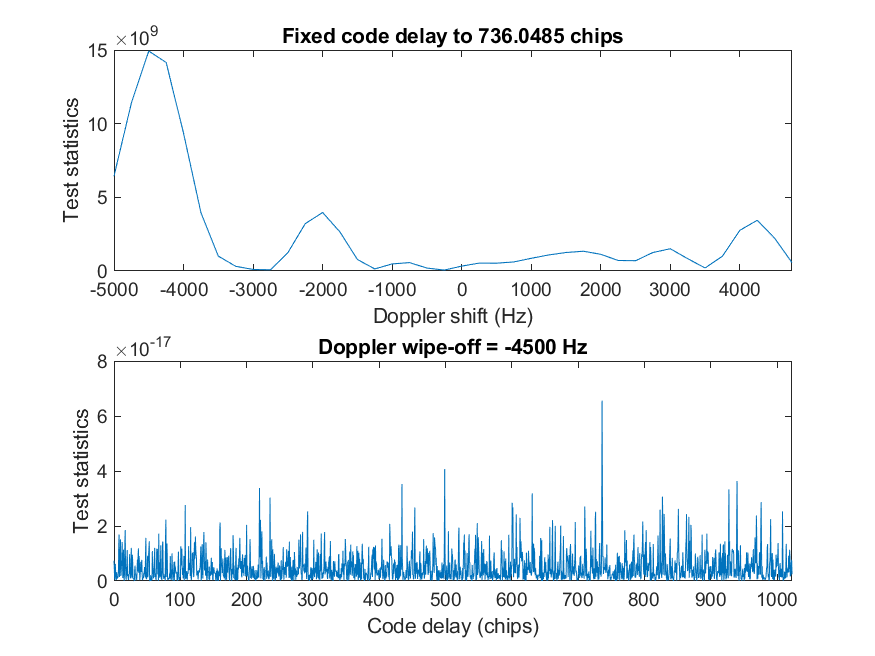 ×10^9
Fixed code delay to 736.0485 chips
15
10
5
0
Test statistics
-5000 -4000 -3000 -2000 -1000 0 1000 2000 3000 4000
Doppler shift (Hz)
×10^-17
Doppler wipe-off = -4500 Hz
8
6
4
2
0
Test statistics
0 100 200 300 400 500 600 700 800 900 1000
Code delay (chips)